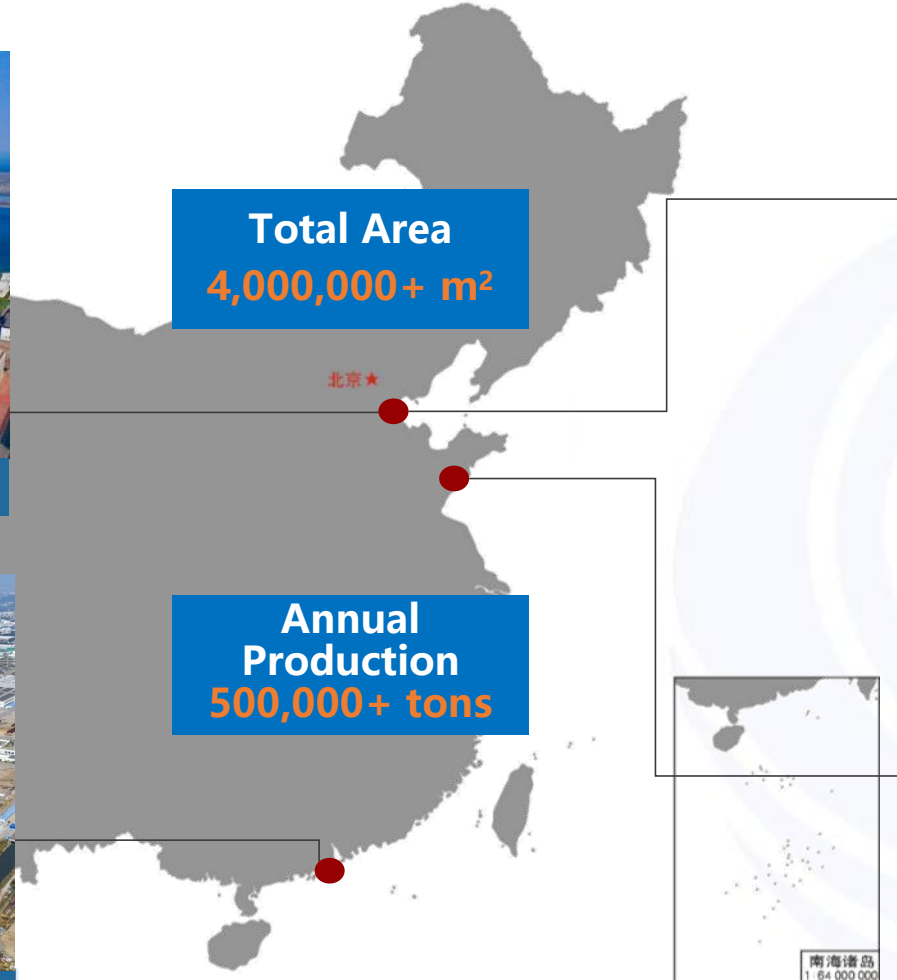 Total Area
4,000,000+ m²
北京★
Annual
Production
500,000+ tons
南海诸岛
1:64 000 000